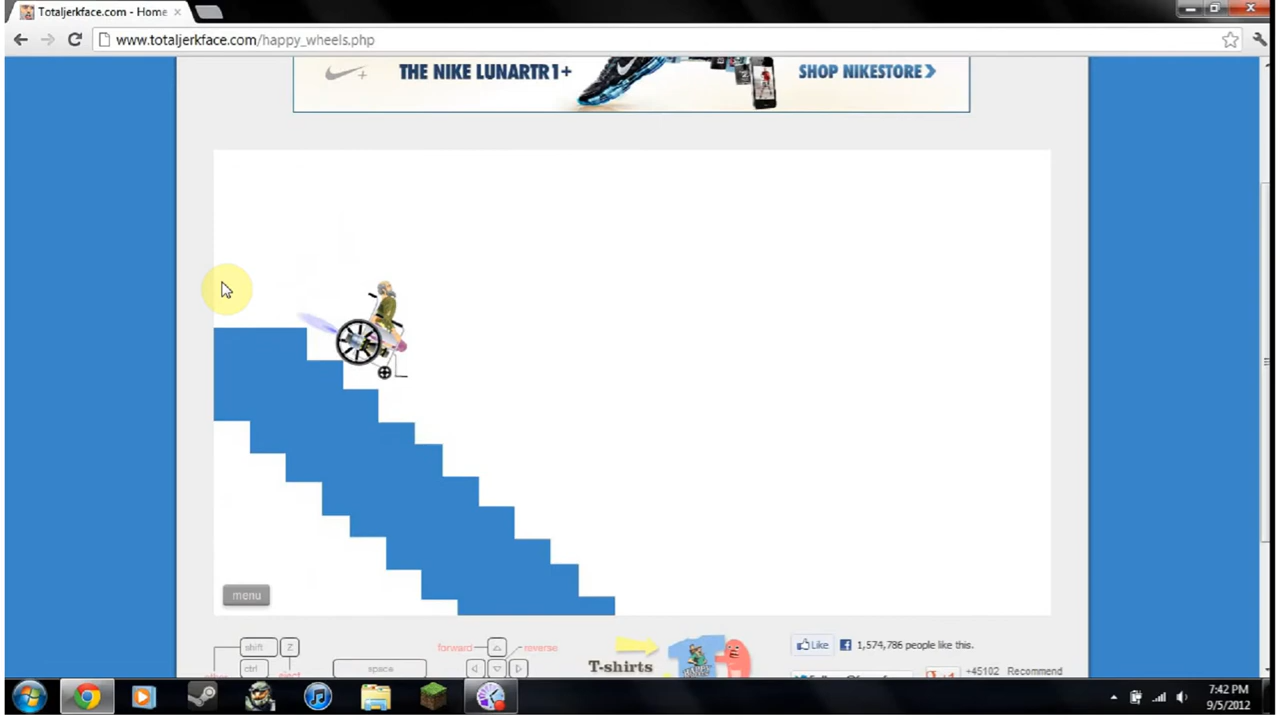 Totaljerkface.com - Home
www.totaljerkface.com/happy_wheels.php
THE NIKE LUNARTR1+
SHOP NIKESTORE
menu
shift Z
forward
reverse
T-shirts
Like
1,574,786 people like this.
ctrl
eject
space
+45102 Recommend
7:42 PM
9/5/2012